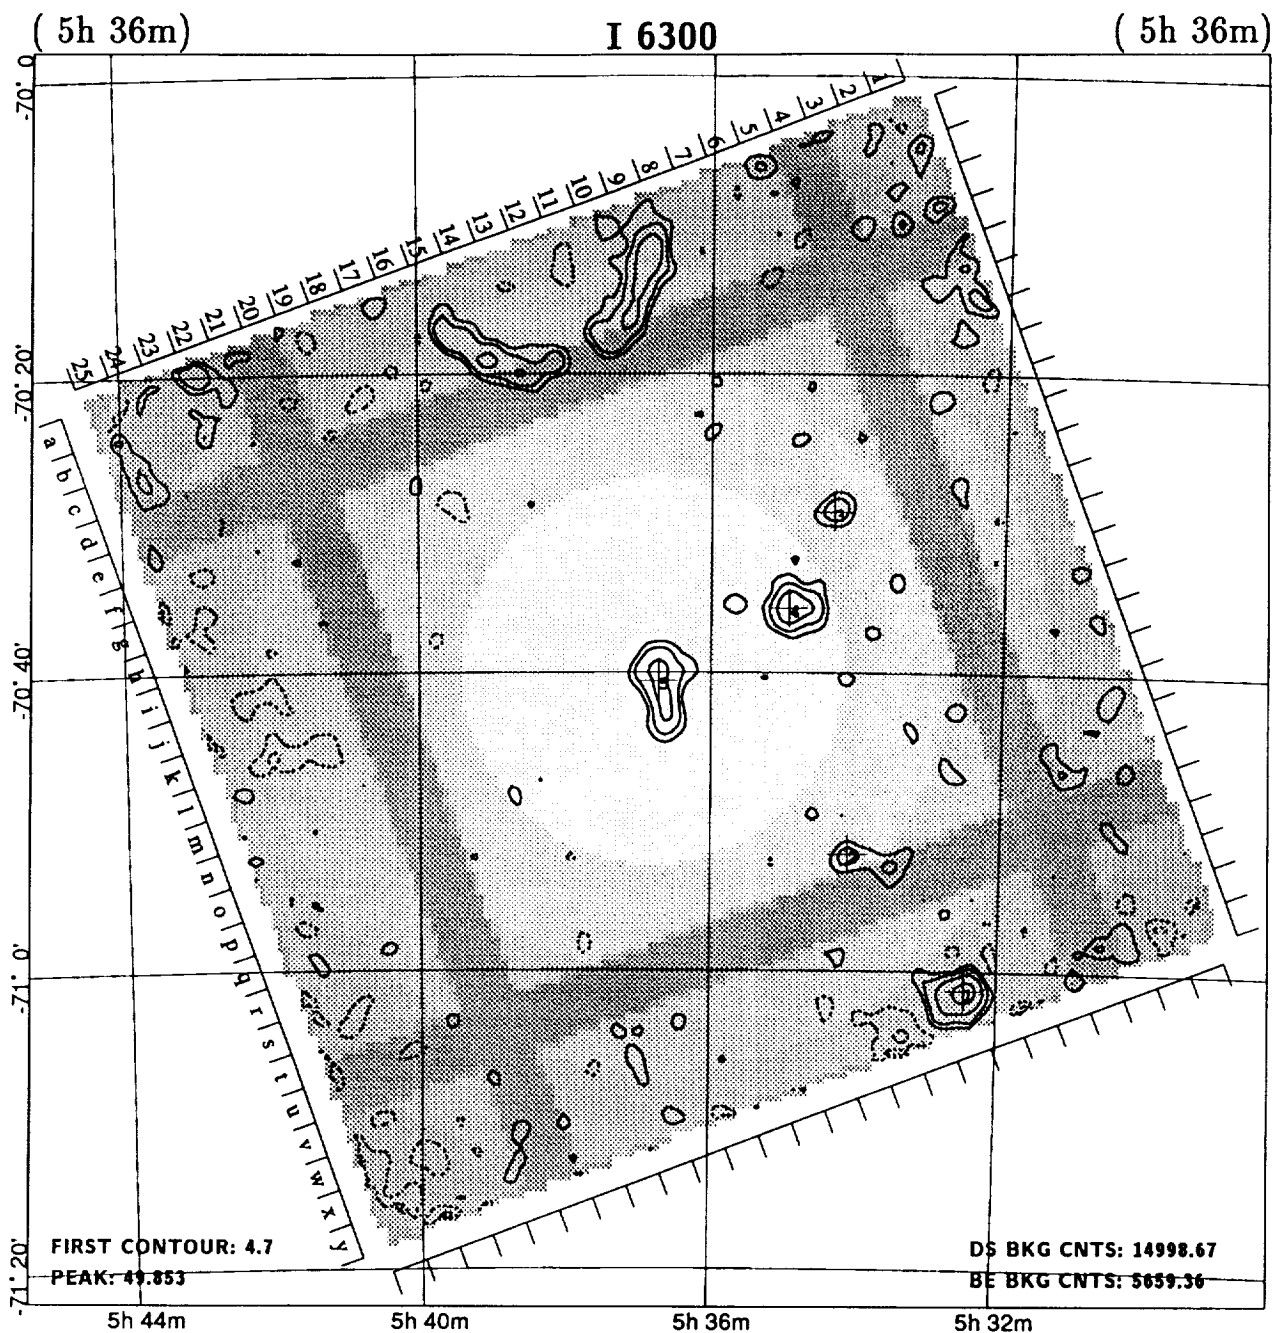 ( 5h 36m)
I 6300
( 5h 36m)
1
2
3
4
5
6
7
8
9
10
11
12
13
14
15
16
17
18
19
20
21
22
23
24
25
-70° 0
-70° 20'
-70° 40'
-71° 0'
-71° 20'
a
b
c
d
e
f
g
h
i
j
k
l
m
n
o
p
q
r
s
t
u
v
w
x
y
FIRST CONTOUR: 4.7
PEAK: 49.853
DS BKG CNTS: 14998.67
BE BKG CNTS: 5659.36
5h 44m
5h 40m
5h 36m
5h 32m